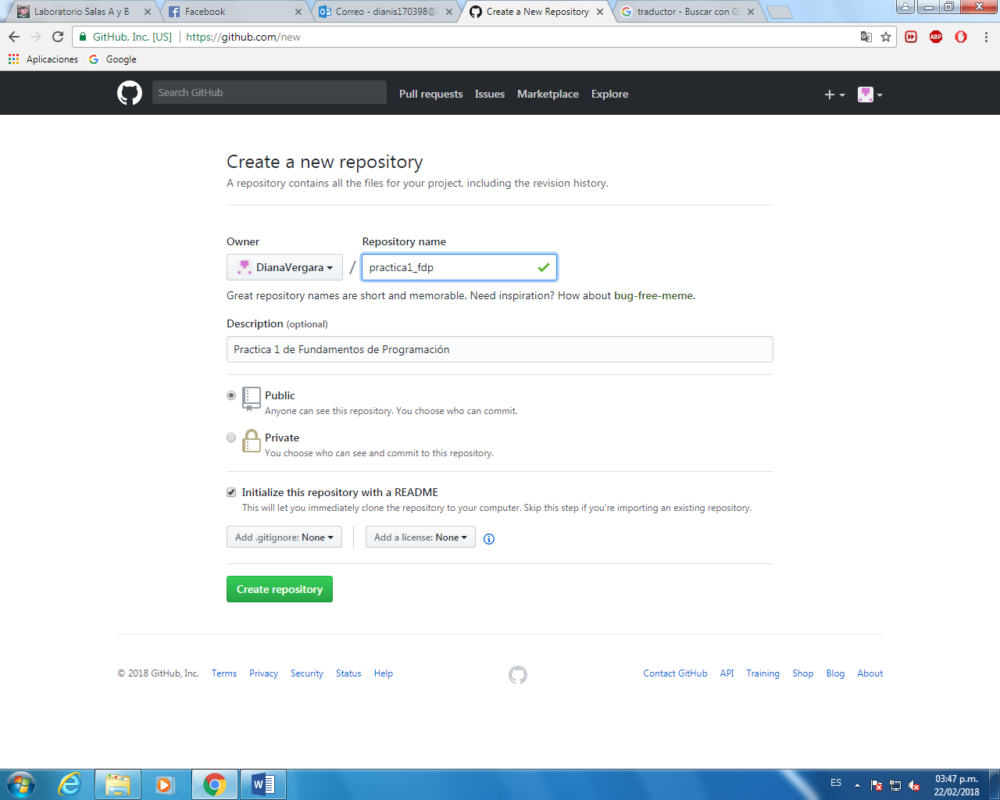 Laboratorio Salas A y B
Facebook
Correo - dianis170398@
Create a New Repository
traductor - Buscar con G
GitHub, Inc. [US]
https://github.com/new
Aplicaciones
Google
Search GitHub
Pull requests
Issues
Marketplace
Explore
Create a new repository
A repository contains all the files for your project, including the revision history.
Owner
Repository name
DianaVergara
/
practica1_fdp
Great repository names are short and memorable. Need inspiration? How about bug-free-meme.
Description (optional)
Practica 1 de Fundamentos de Programación
Public
Anyone can see this repository. You choose who can commit.
Private
You choose who can see and commit to this repository.
Initialize this repository with a README
This will let you immediately clone the repository to your computer. Skip this step if you're importing an existing repository.
Add .gitignore: None
Add a license: None
Create repository
© 2018 GitHub, Inc.
Terms
Privacy
Security
Status
Help
Contact GitHub
API
Training
Shop
Blog
About
ES
03:47 p.m.
22/02/2018
ABP